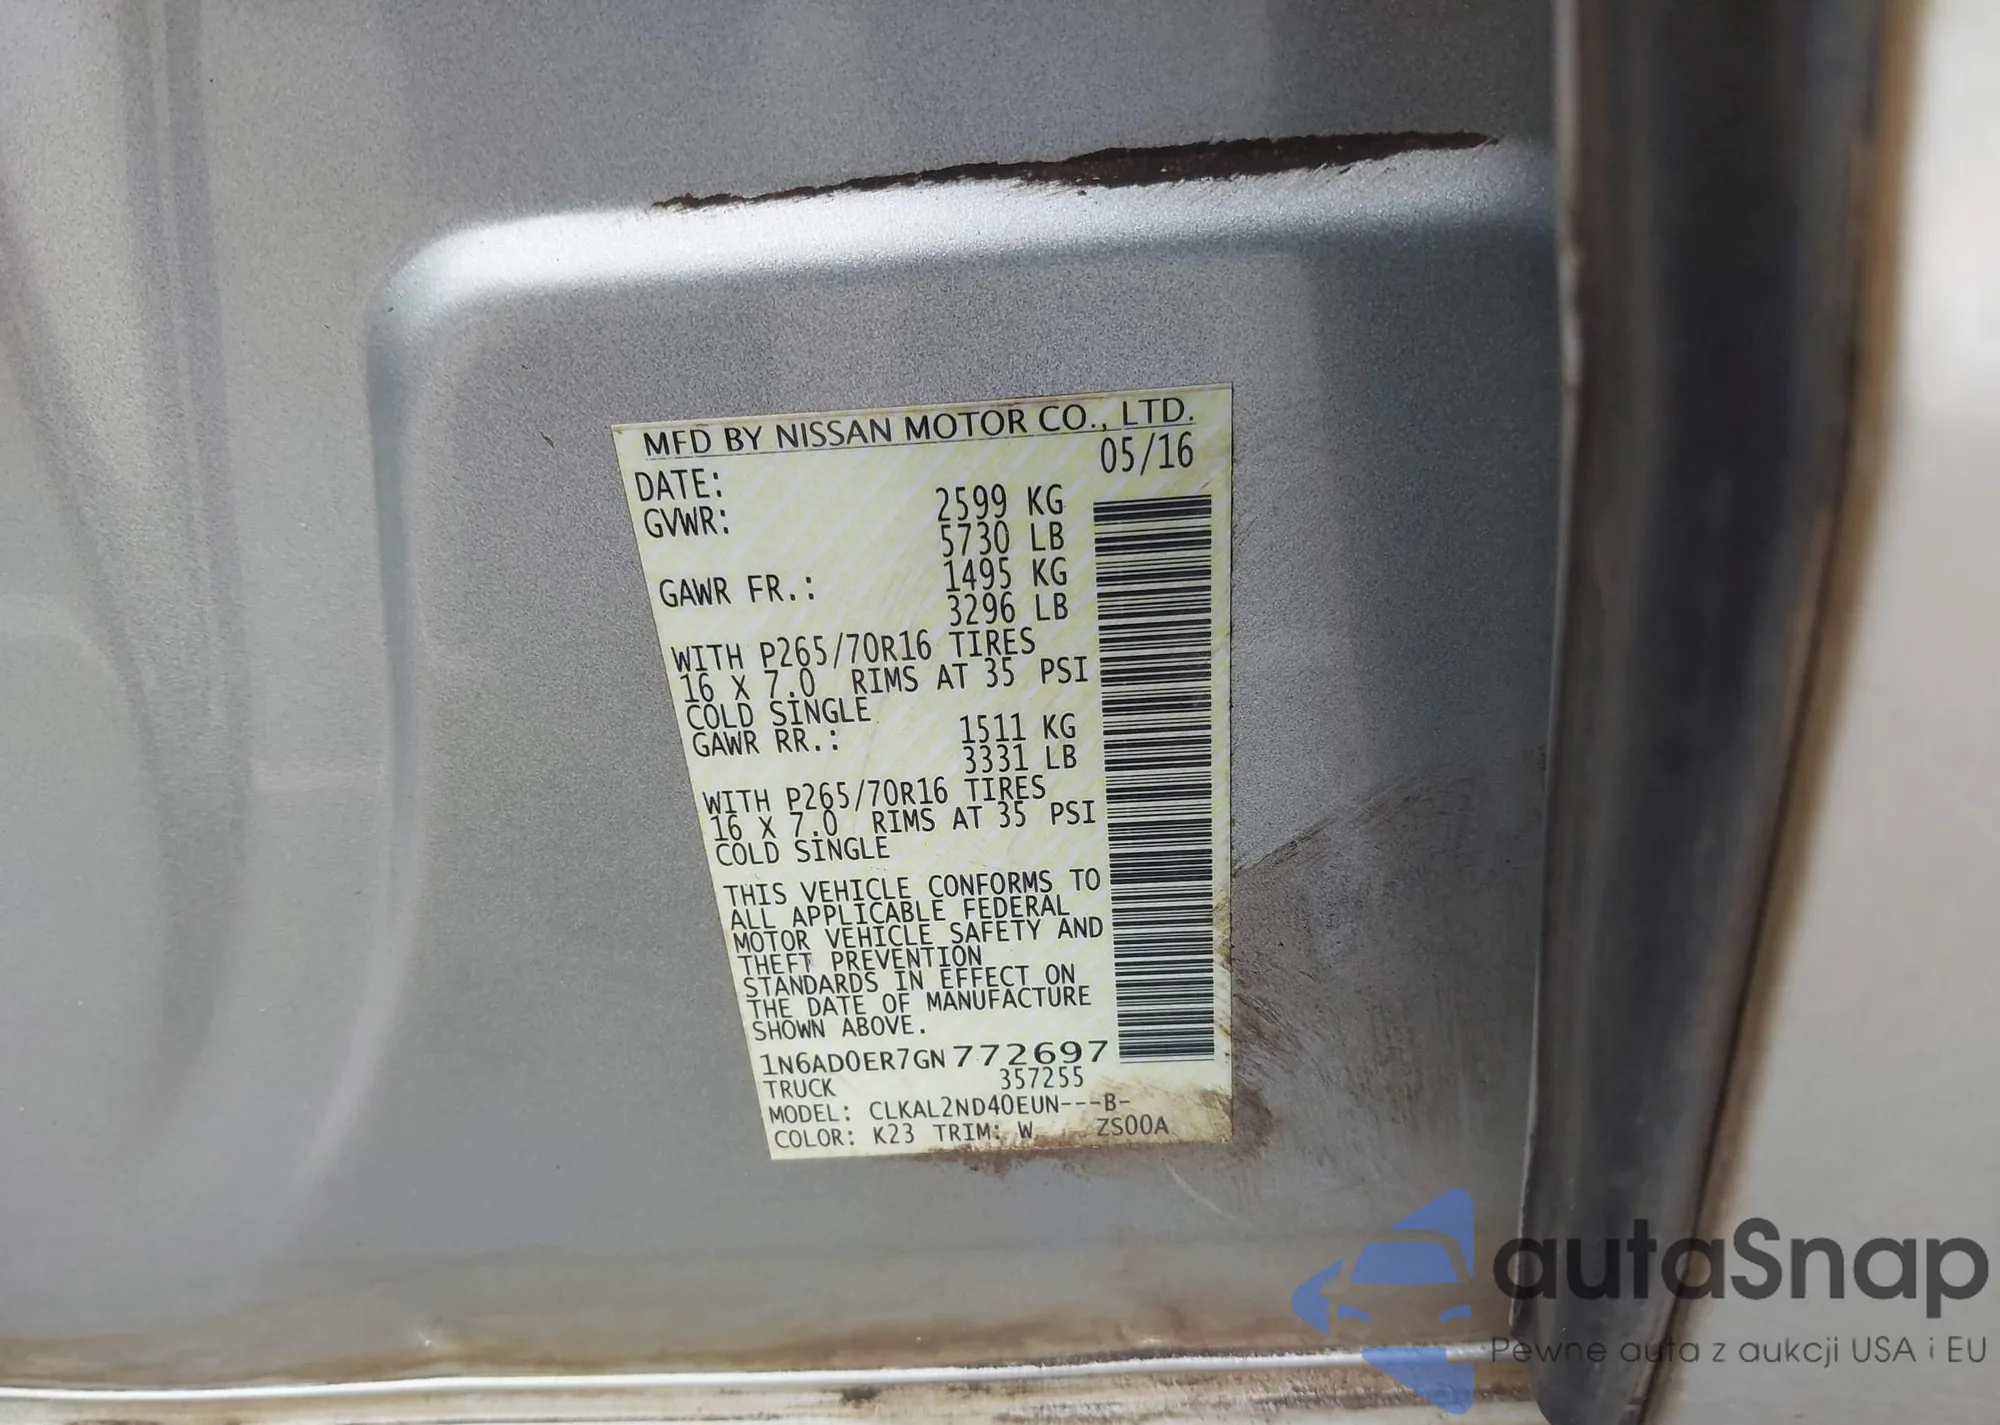 MFD BY NISSAN MOTOR CO., LTD.
DATE: 05/16
GVWR: 2599 KG
5730 LB
GAWR FR.: 1495 KG
3296 LB
WITH P265/70R16 TIRES
16 X 7.0 RIMS AT 35 PSI
COLD SINGLE
GAWR RR.: 1511 KG
3331 LB
WITH P265/70R16 TIRES
16 X 7.0 RIMS AT 35 PSI
COLD SINGLE
THIS VEHICLE CONFORMS TO
ALL APPLICABLE FEDERAL
MOTOR VEHICLE SAFETY AND
THEFT PREVENTION
STANDARDS IN EFFECT ON
THE DATE OF MANUFACTURE
SHOWN ABOVE.
1N6AD0ER7GN772697
TRUCK 357255
MODEL: CLKAL2ND40EUN---B-
COLOR: K23 TRIM: W ZS00A
autaSnap
Pewne auta z aukcji USA i EU